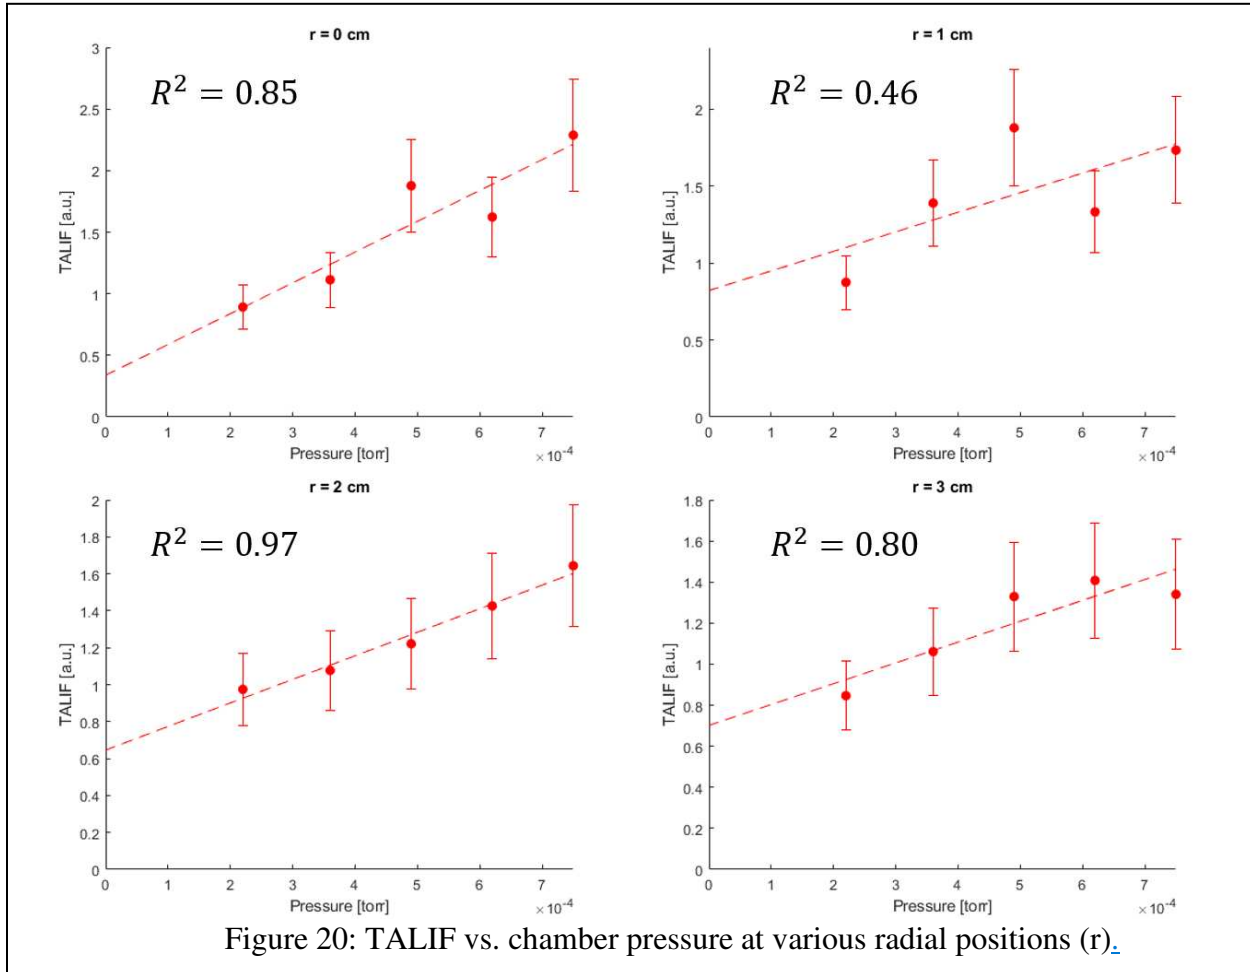 r = 0 cm
R² = 0.85
3
2.5
2
1.5
1
0.5
0
TALIF [a.u.]
0 1 2 3 4 5 6 7
Pressure [torr]
×10⁻⁴
r = 1 cm
R² = 0.46
2
1.5
1
0.5
0
TALIF [a.u.]
0 1 2 3 4 5 6 7
Pressure [torr]
×10⁻⁴
r = 2 cm
R² = 0.97
2
1.8
1.6
1.4
1.2
1
0.8
0.6
0.4
0.2
0
TALIF [a.u.]
0 1 2 3 4 5 6 7
Pressure [torr]
×10⁻⁴
r = 3 cm
R² = 0.80
1.8
1.6
1.4
1.2
1
0.8
0.6
0.4
0.2
0
TALIF [a.u.]
0 1 2 3 4 5 6 7
Pressure [torr]
×10⁻⁴
Figure 20: TALIF vs. chamber pressure at various radial positions (r).